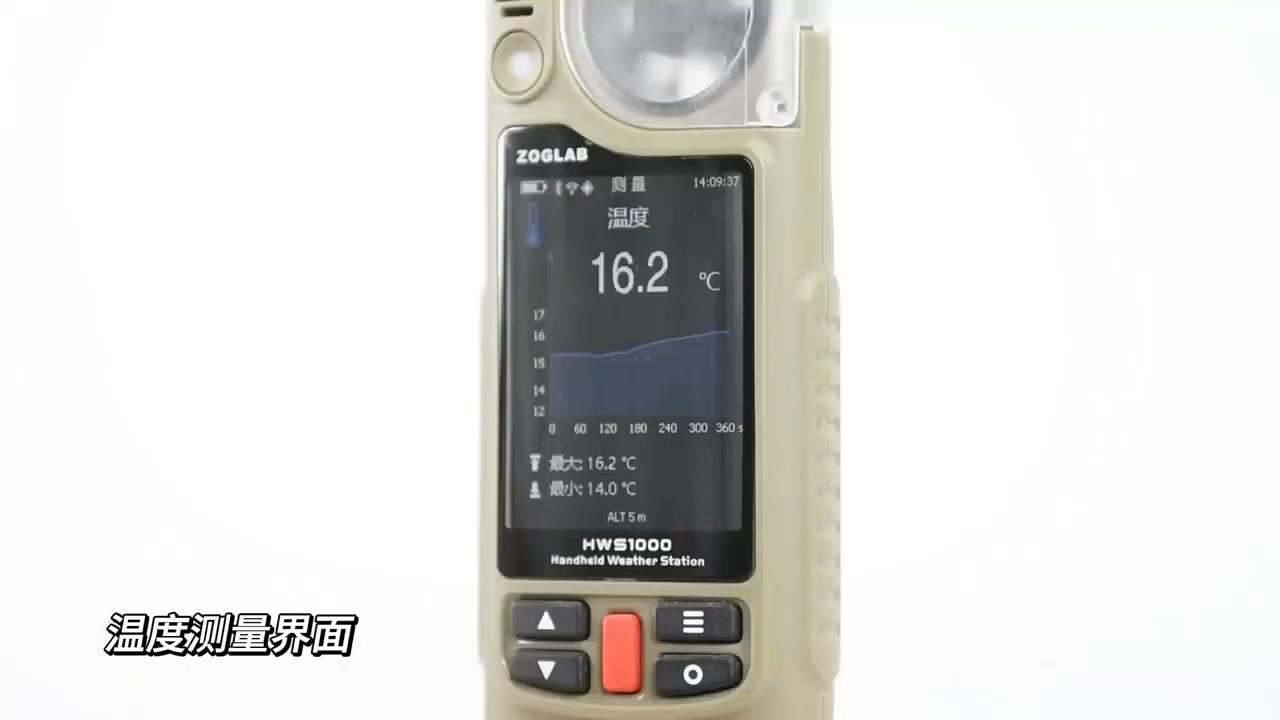 ZOGLAB
测量 14:09:37
温度
16.2 ℃
17
16
15
14
12
0 60 120 180 240 300 360 s
最大: 16.2 ℃
最小: 14.0 ℃
ALT 5 m
HWS1000
Handheld Weather Station
温度测量界面